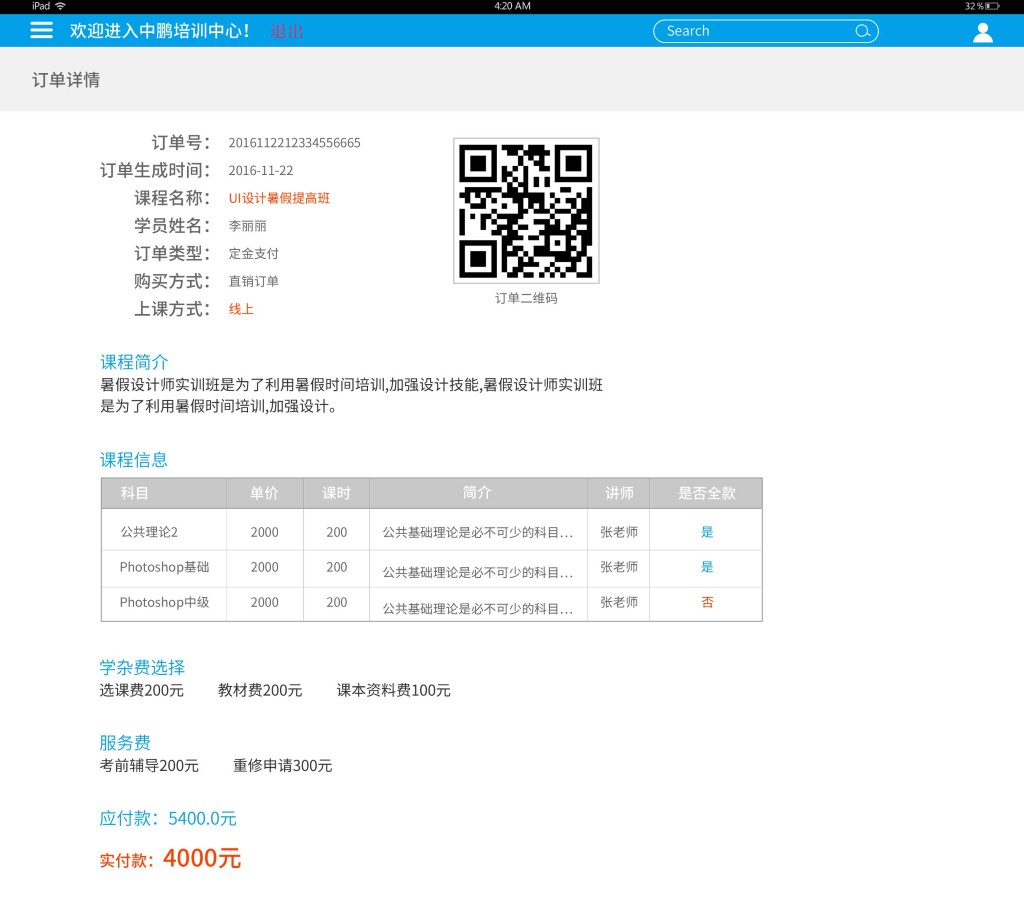 iPad 4:20 AM 32%
欢迎进入中鹏培训中心! 退出 Search
订单详情
订单号: 2016112212334556665
订单生成时间: 2016-11-22
课程名称: UI设计暑假提高班
学员姓名: 李丽丽
订单类型: 定金支付
购买方式: 直销订单
上课方式: 线上
订单二维码
课程简介
暑假设计师实训班是为了利用暑假时间培训,加强设计技能,暑假设计师实训班
是为了利用暑假时间培训,加强设计。
课程信息
科目 单价 课时 简介 讲师 是否全款
公共理论2 2000 200 公共基础理论是必不可少的科目... 张老师 是
Photoshop基础 2000 200 公共基础理论是必不可少的科目... 张老师 是
Photoshop中级 2000 200 公共基础理论是必不可少的科目... 张老师 否
学杂费选择
选课费200元 教材费200元 课本资料费100元
服务费
考前辅导200元 重修申请300元
应付款: 5400.0元
实付款: 4000元